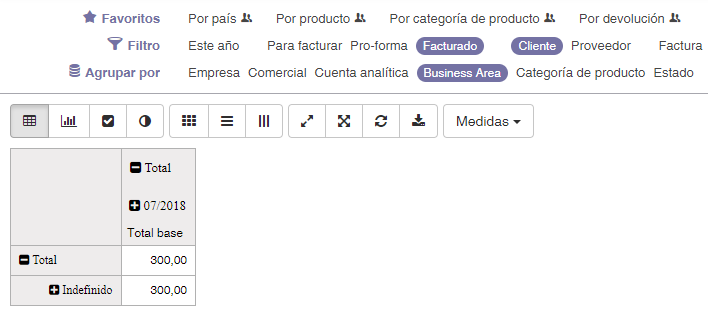 Favoritos Por país Por producto Por categoría de producto Por devolución
Filtro Este año Para facturar Pro-forma Facturado Cliente Proveedor Factura
Agrupar por Empresa Comercial Cuenta analítica Business Area Categoría de producto Estado
Medidas
Total
07/2018
Total base
Total 300,00
Indefinido 300,00